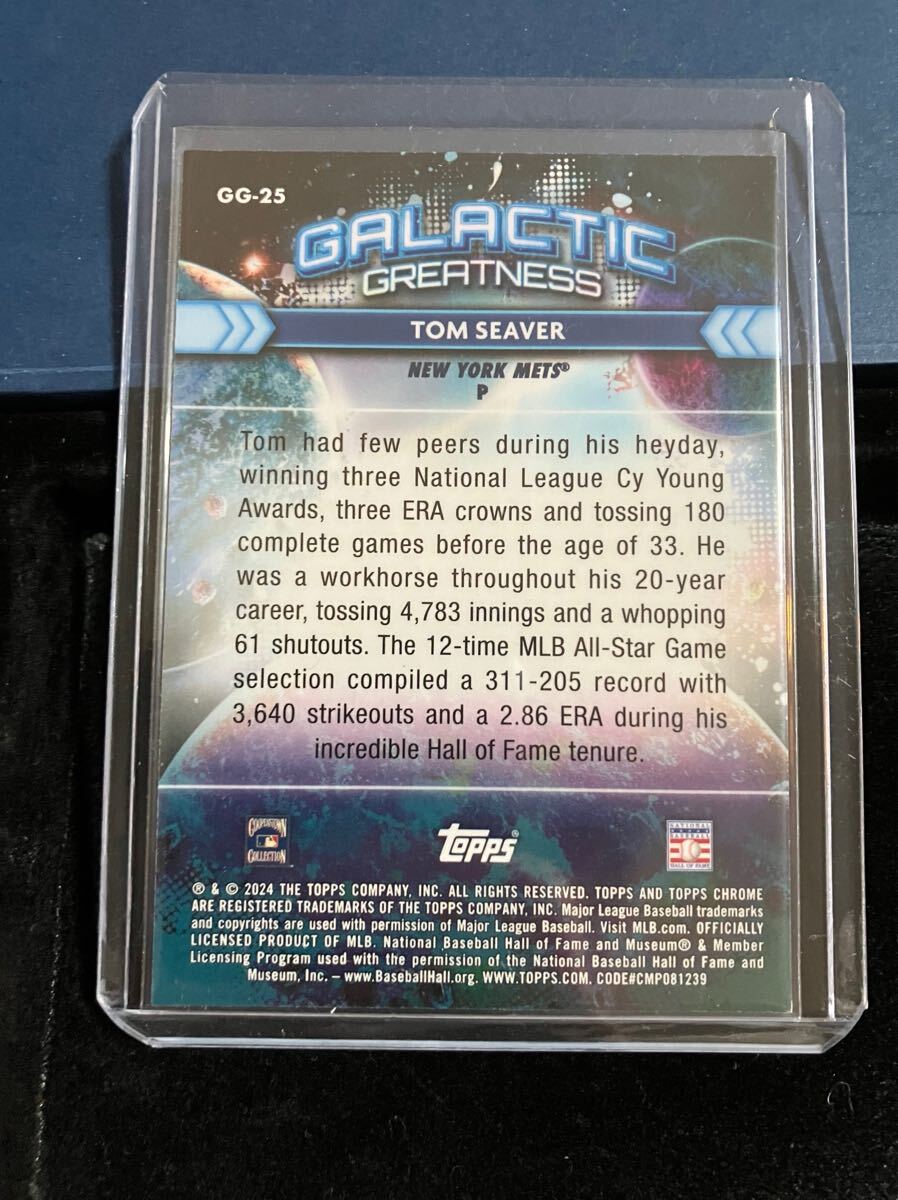 GG-25
GALACTIC
GREATNESS
TOM SEAVER
NEW YORK METS®
P
Tom had few peers during his heyday,
winning three National League Cy Young
Awards, three ERA crowns and tossing 180
complete games before the age of 33. He
was a workhorse throughout his 20-year
career, tossing 4,783 innings and a whopping
61 shutouts. The 12-time MLB All-Star Game
selection compiled a 311-205 record with
3,640 strikeouts and a 2.86 ERA during his
incredible Hall of Fame tenure.
COOPERSTOWN
COLLECTION
topps®
NATIONAL
BASEBALL
HALL OF FAME
® & © 2024 THE TOPPS COMPANY, INC. ALL RIGHTS RESERVED. TOPPS AND TOPPS CHROME
ARE REGISTERED TRADEMARKS OF THE TOPPS COMPANY, INC. Major League Baseball trademarks
and copyrights are used with permission of Major League Baseball. Visit MLB.com. OFFICIALLY
LICENSED PRODUCT OF MLB. National Baseball Hall of Fame and Museum® & Member
Licensing Program used with the permission of the National Baseball Hall of Fame and
Museum, Inc. – www.BaseballHall.org. WWW.TOPPS.COM. CODE#CMP081239